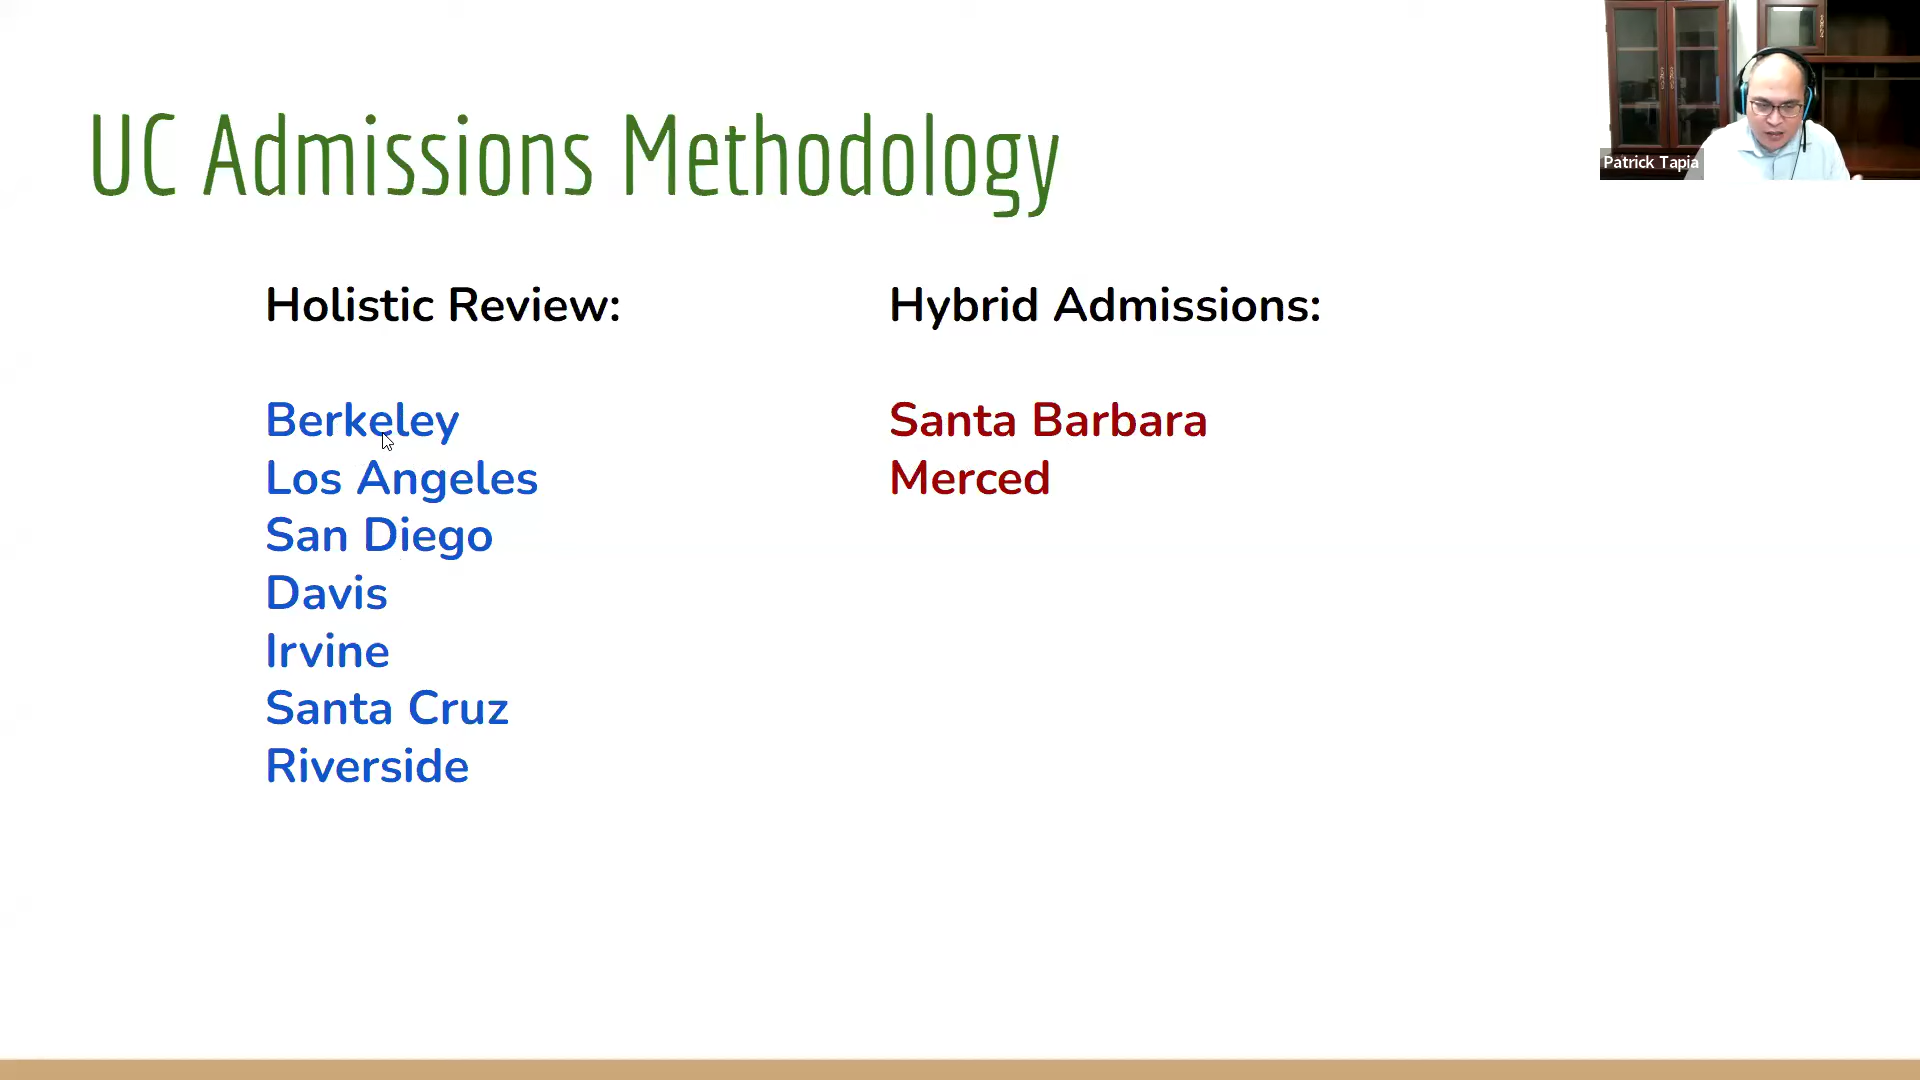 UC Admissions Methodology
Patrick Tapia
Holistic Review:
Berkeley
Los Angeles
San Diego
Davis
Irvine
Santa Cruz
Riverside
Hybrid Admissions:
Santa Barbara
Merced